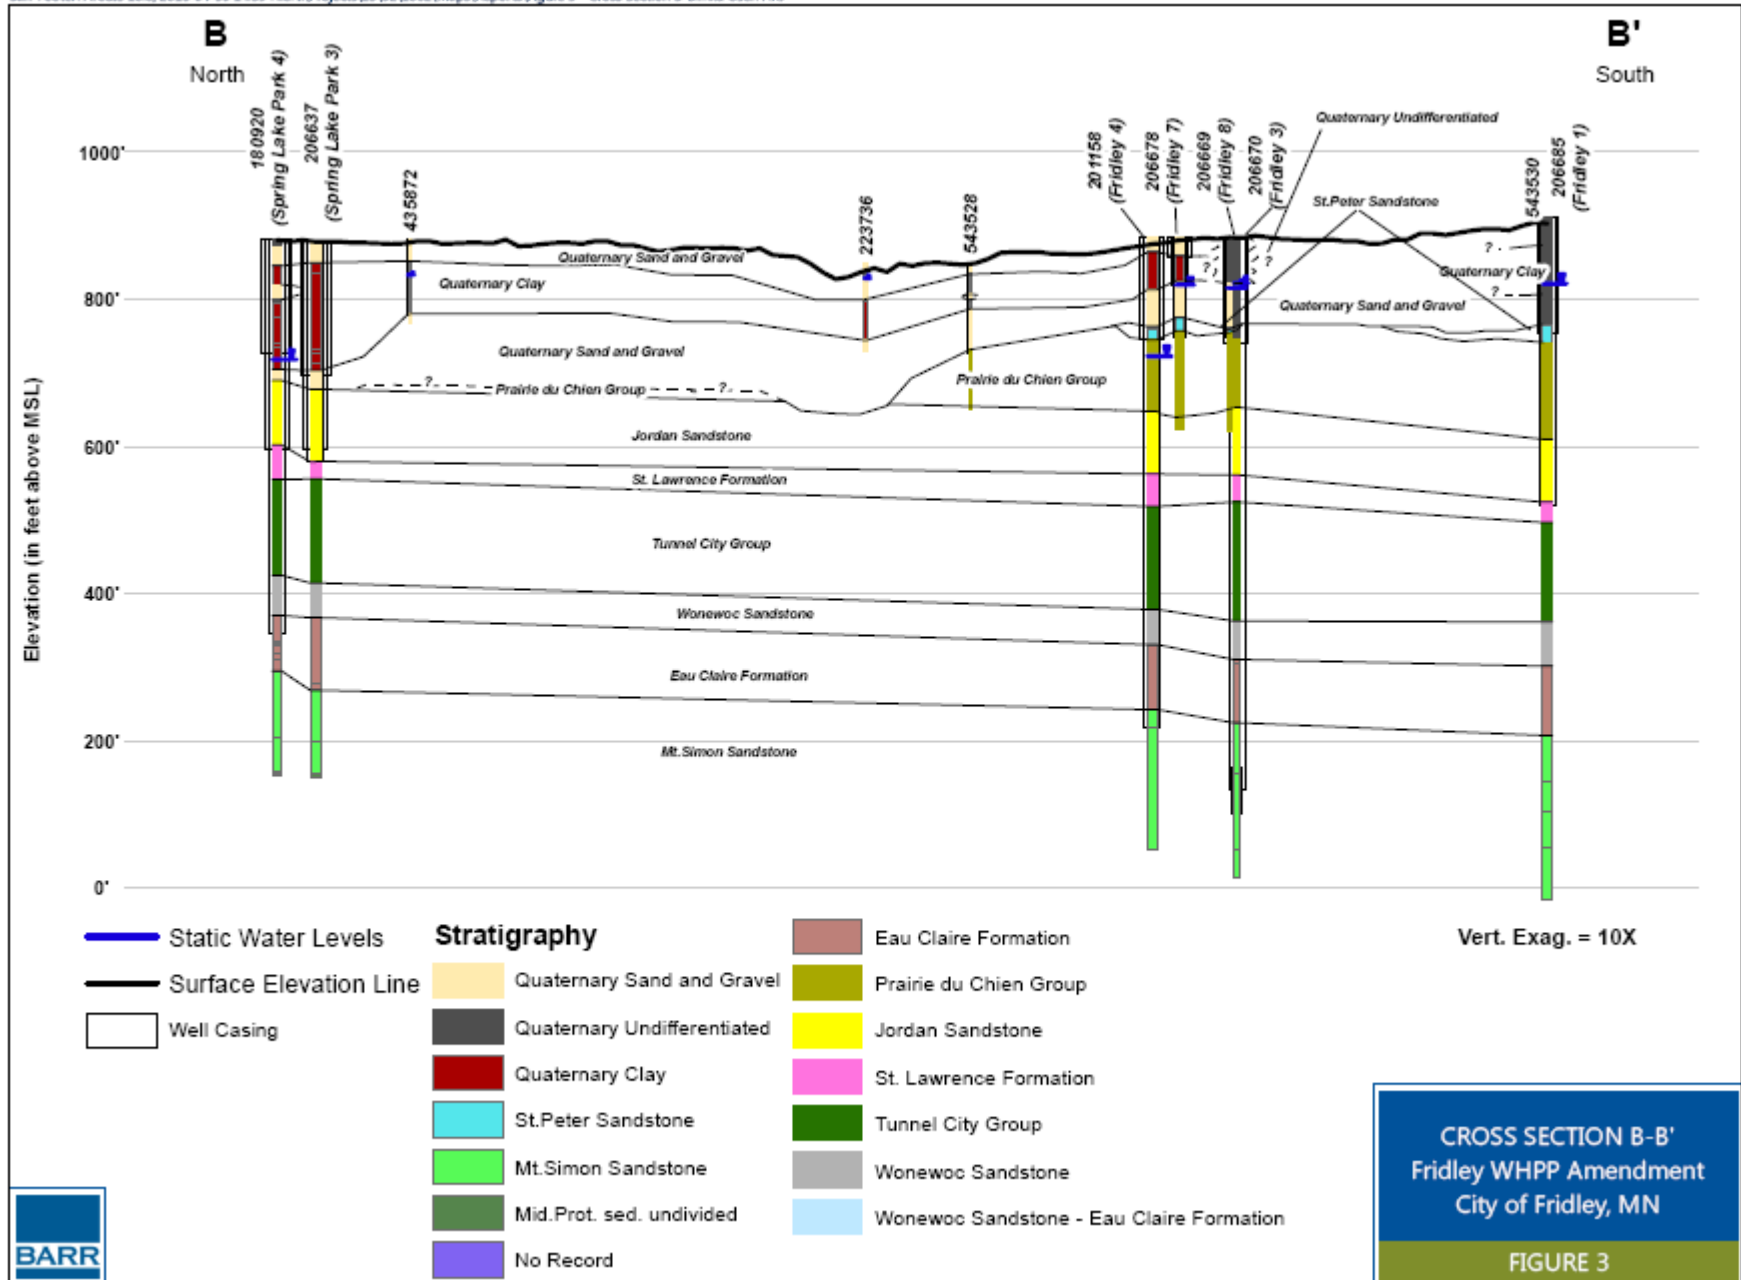 B
North
B'
South
180920
(Spring Lake Park 4)
206637
(Spring Lake Park 3)
435872
223736
543528
201158
(Fridley 4)
206678
(Fridley 7)
206669
(Fridley 8)
206670
(Fridley 3)
543530
206685
(Fridley 1)
Quaternary Undifferentiated
St.Peter Sandstone
Elevation (in feet above MSL)
1000'
800'
600'
400'
200'
0'
Quaternary Sand and Gravel
Quaternary Clay
Quaternary Sand and Gravel
?
Prairie du Chien Group
?
Prairie du Chien Group
?
?
?
Quaternary Clay
?
Quaternary Sand and Gravel
Jordan Sandstone
St. Lawrence Formation
Tunnel City Group
Wonewoc Sandstone
Eau Claire Formation
Mt.Simon Sandstone
Static Water Levels
Surface Elevation Line
Well Casing
Stratigraphy
Quaternary Sand and Gravel
Quaternary Undifferentiated
Quaternary Clay
St.Peter Sandstone
Mt.Simon Sandstone
Mid.Prot. sed. undivided
No Record
Eau Claire Formation
Prairie du Chien Group
Jordan Sandstone
St. Lawrence Formation
Tunnel City Group
Wonewoc Sandstone
Wonewoc Sandstone - Eau Claire Formation
Vert. Exag. = 10X
BARR
CROSS SECTION B-B'
Fridley WHPP Amendment
City of Fridley, MN
FIGURE 3